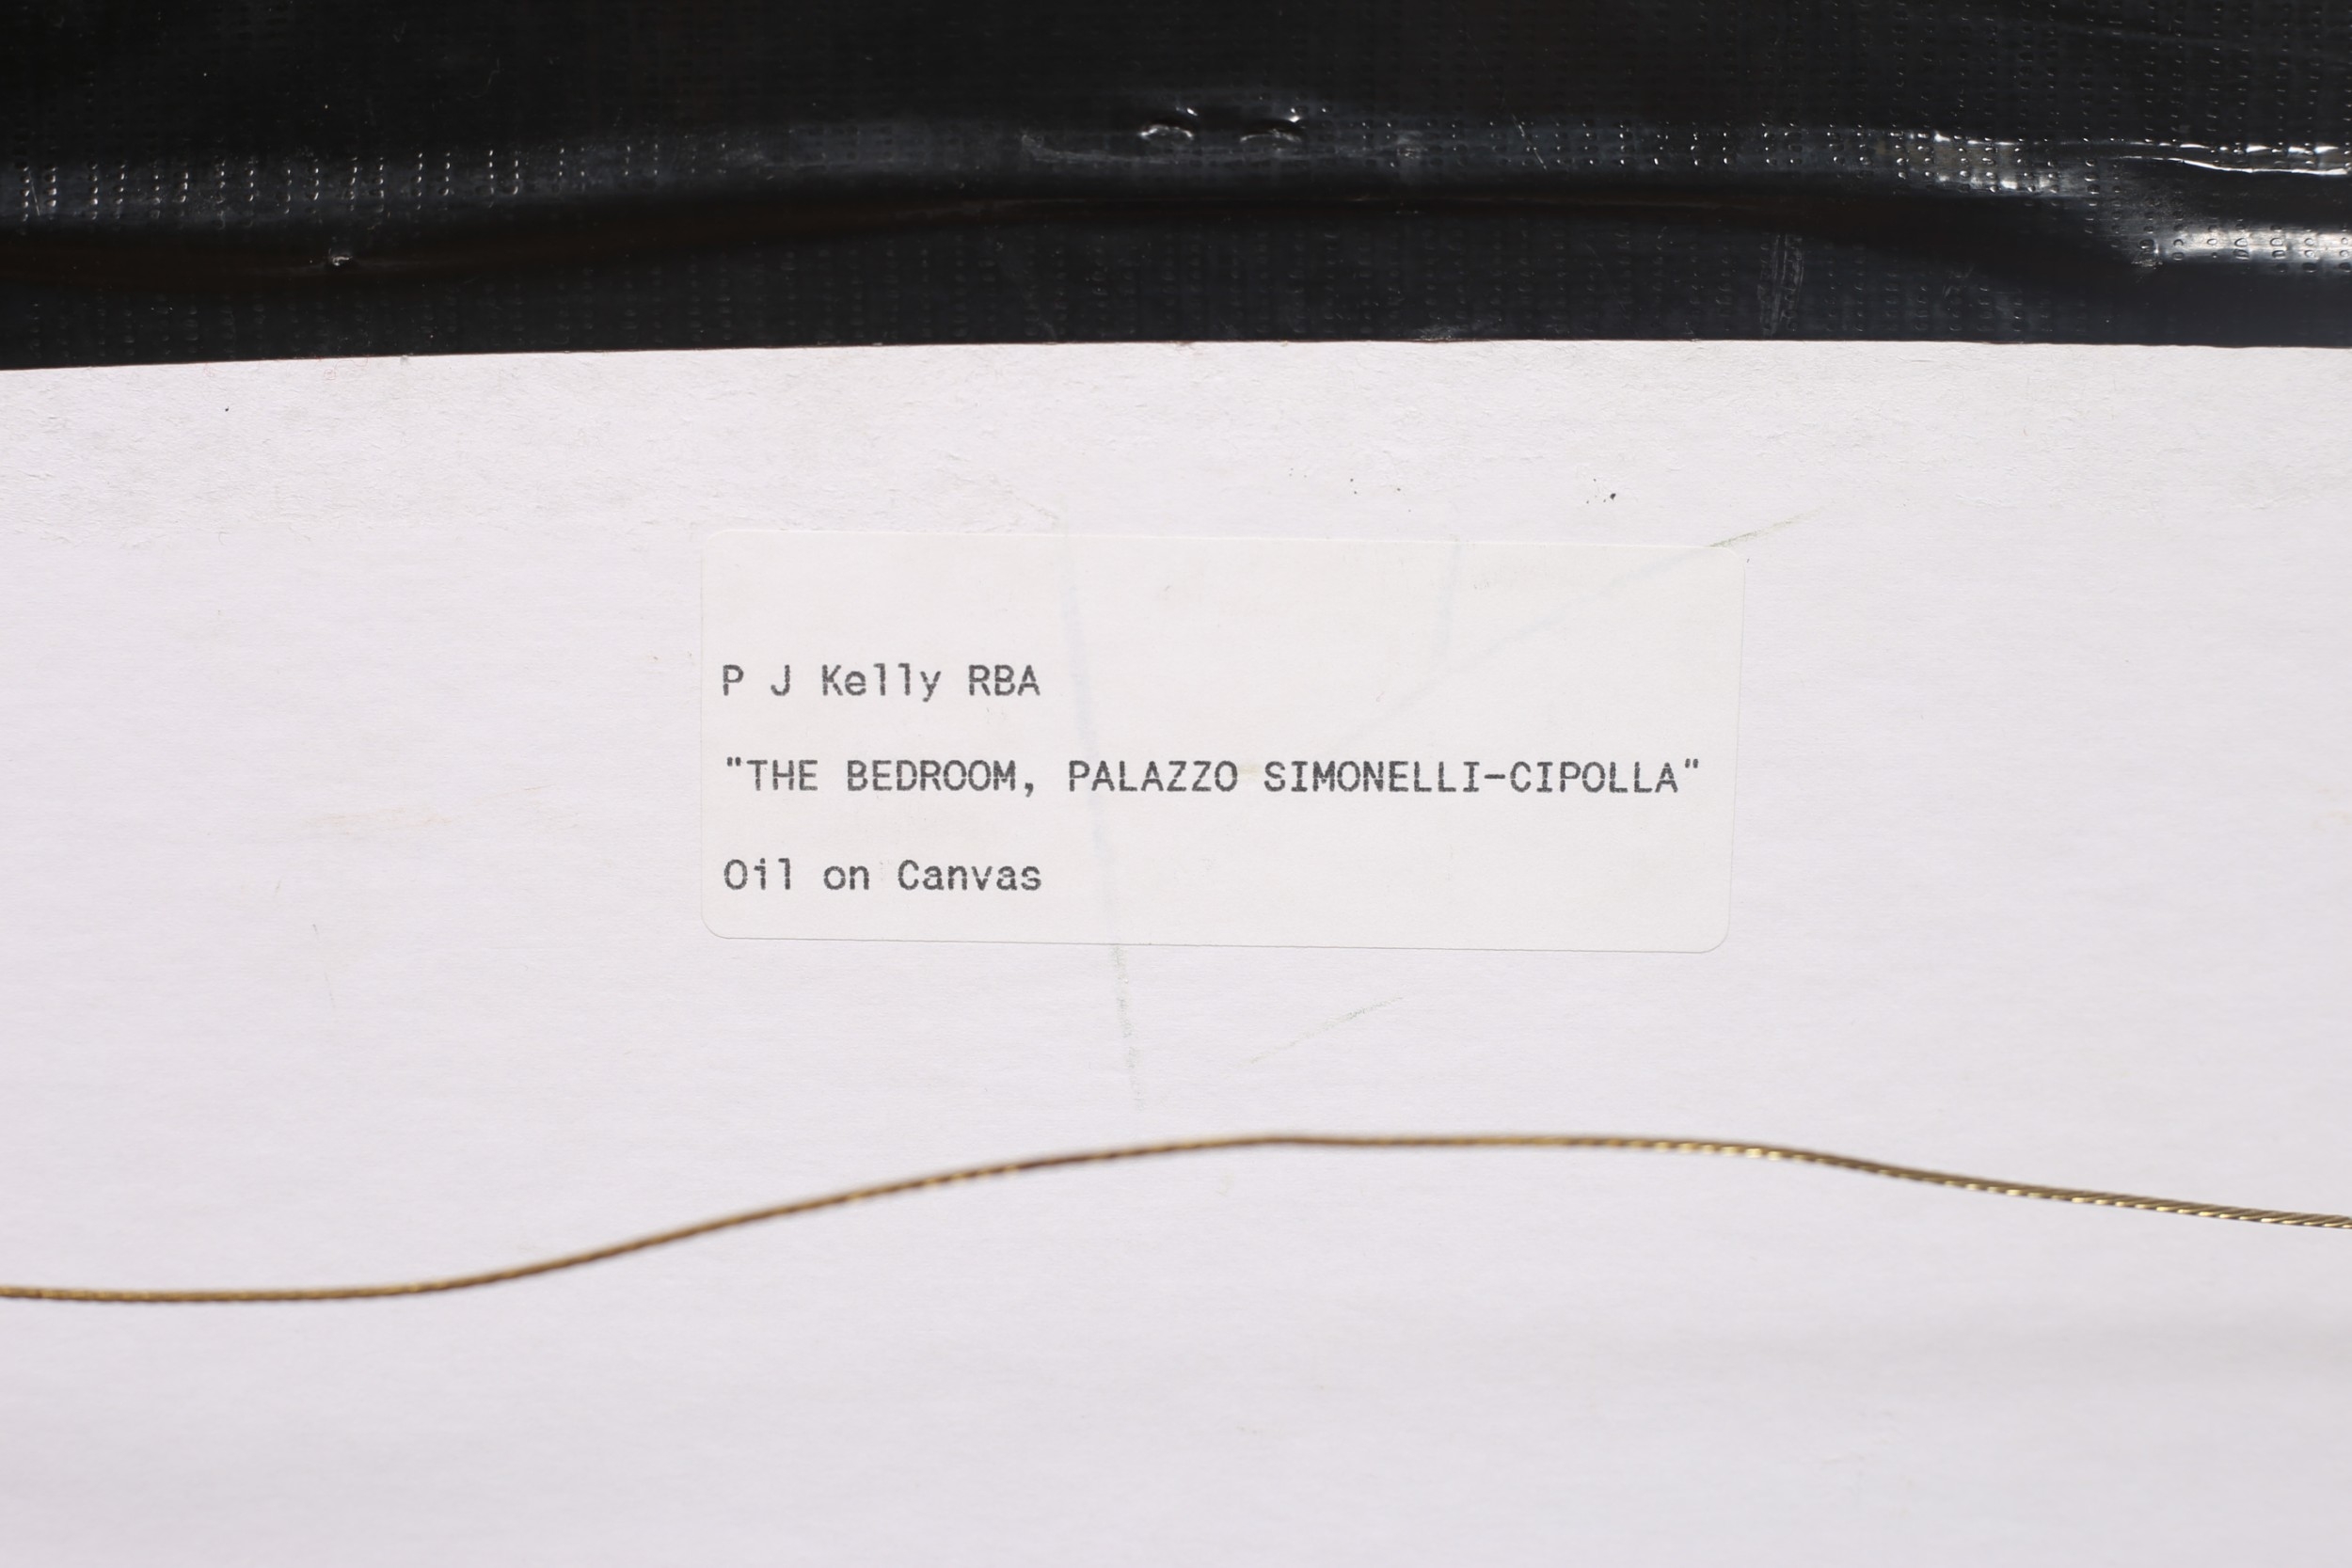 P J Kelly RBA
"THE BEDROOM, PALAZZO SIMONELLI-CIPOLLA"
Oil on Canvas